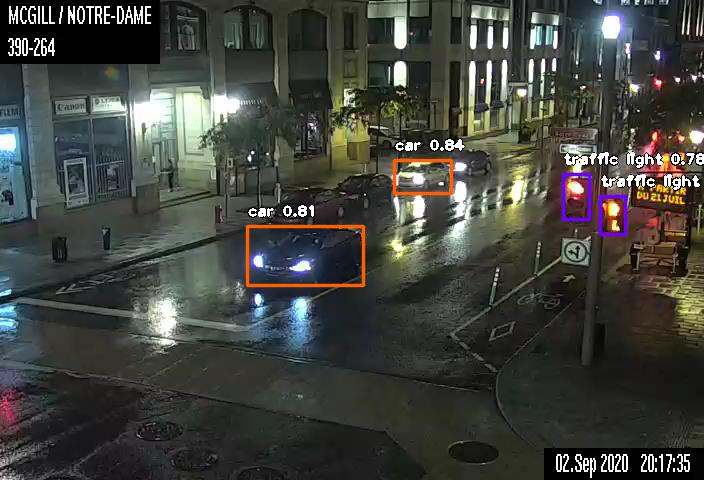 MCGILL / NOTRE-DAME
390-264
car 0.84
traffic light 0.78
traffic light
Canon
car 0.81
DU 21 JUIL
02.Sep 2020 20:17:35